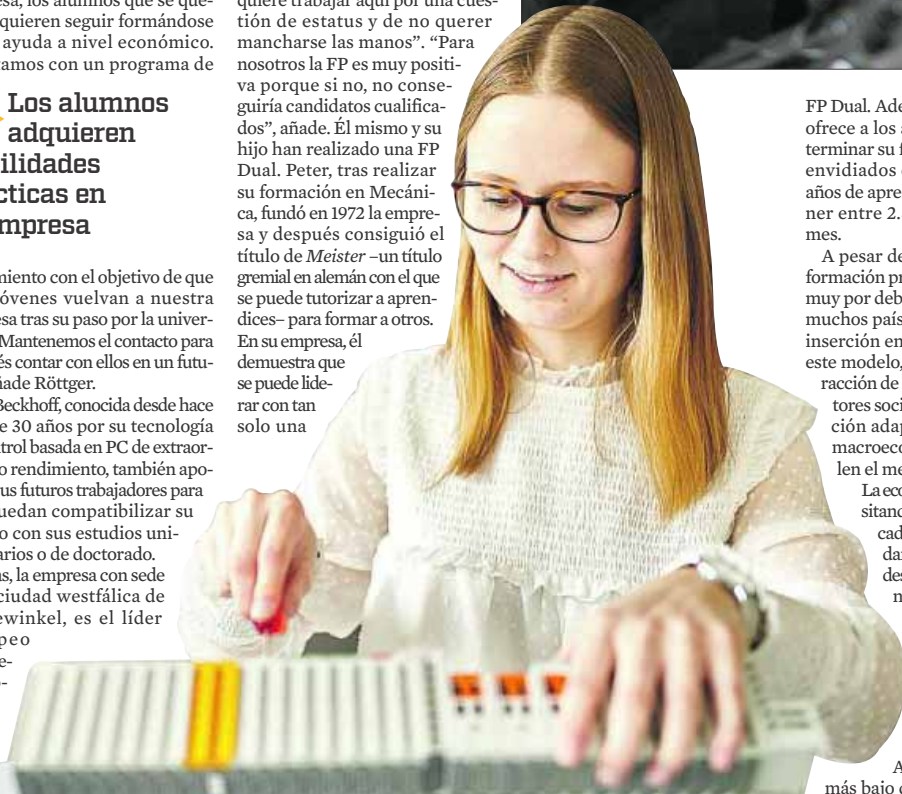 esa, los alumnos que se que-
quieren seguir formándose
ayuda a nivel económico.
tamos con un programa de
Los alumnos
adquieren
ilidades
cticas en
mpresa
miento con el objetivo de que
óvenes vuelvan a nuestra
esa tras su paso por la univer-
Mantenemos el contacto para
és contar con ellos en un futu-
ñade Röttger.
Beckhoff, conocida desde hace
e 30 años por su tecnología
trol basada en PC de extraor-
o rendimiento, también apo-
us futuros trabajadores para
uedan compatibilizar su
o con sus estudios uni-
arios o de doctorado.
as, la empresa con sede
ciudad westfálica de
ewinkel, es el líder
peo
e-
quiere trabajar aquí por una cues-
tión de estatus y de no querer
mancharse las manos”. “Para
nosotros la FP es muy positi-
va porque si no, no conse-
guiría candidatos cualifica-
dos”, añade. Él mismo y su
hijo han realizado una FP
Dual. Peter, tras realizar
su formación en Mecáni-
ca, fundó en 1972 la empre-
sa y después consiguió el
título de Meister –un título
gremial en alemán con el que
se puede tutorizar a apren-
dices– para formar a otros.
En su empresa, él
demuestra que
se puede lide-
rar con tan
solo una
FP Dual. Ade
ofrece a los a
terminar su f
envidiados e
años de apre
ner entre 2.
mes.
A pesar de
formación pr
muy por deb
muchos país
inserción en
este modelo,
racción de
tores soci
ción adap
macroeco
len el me
La eco
sitand
cad
dar
des
n
A
más bajo d